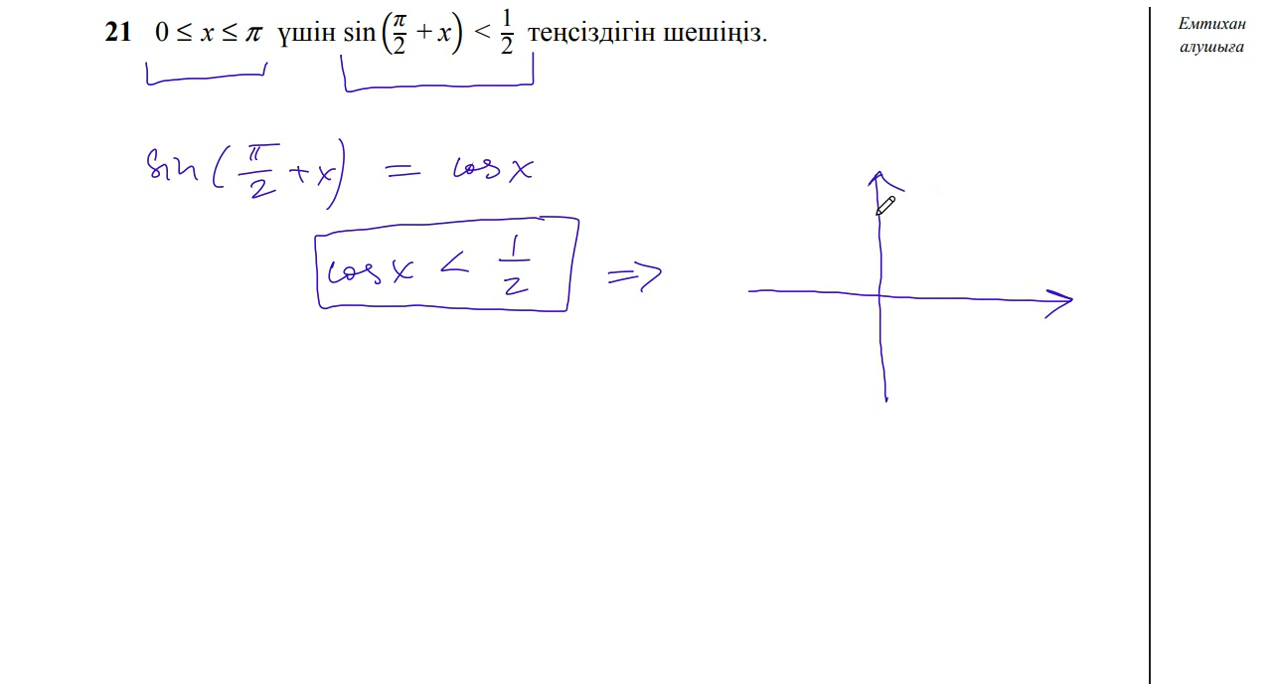 21 0 ≤ x ≤ π үшін sin(π/2 + x) < 1/2 теңсіздігін шешіңіз.
Емтихан
алушыға
sin(π/2 + x) = cos x
cos x < 1/2 ⇒